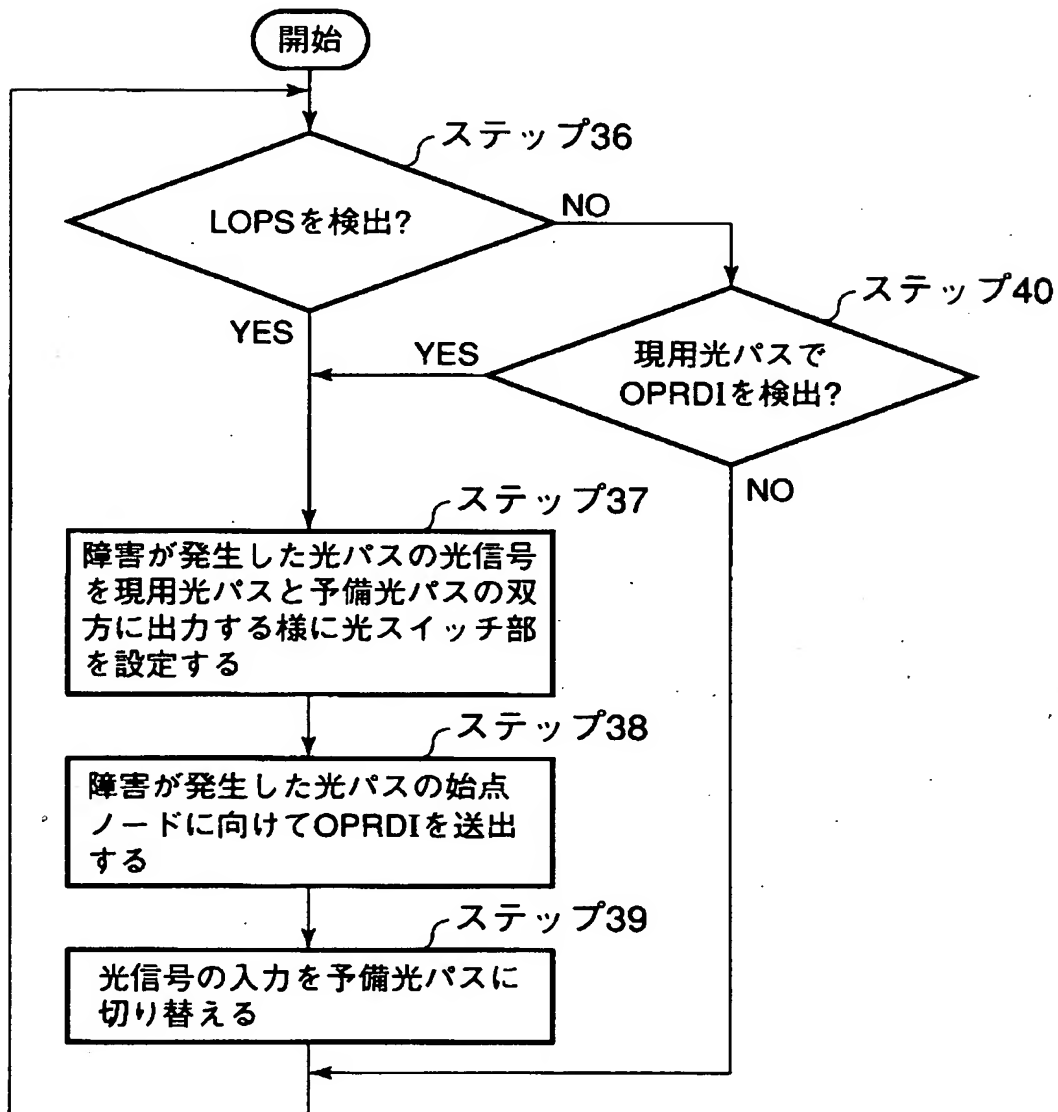 開始
ステップ36
LOPSを検出?
NO
YES
ステップ40
現用光パスで
OPRDIを検出?
YES
NO
ステップ37
障害が発生した光パスの光信号
を現用光パスと予備光パスの双
方に出力する様に光スイッチ部
を設定する
ステップ38
障害が発生した光パスの始点
ノードに向けてOPRDIを送出
する
ステップ39
光信号の入力を予備光パスに
切り替える